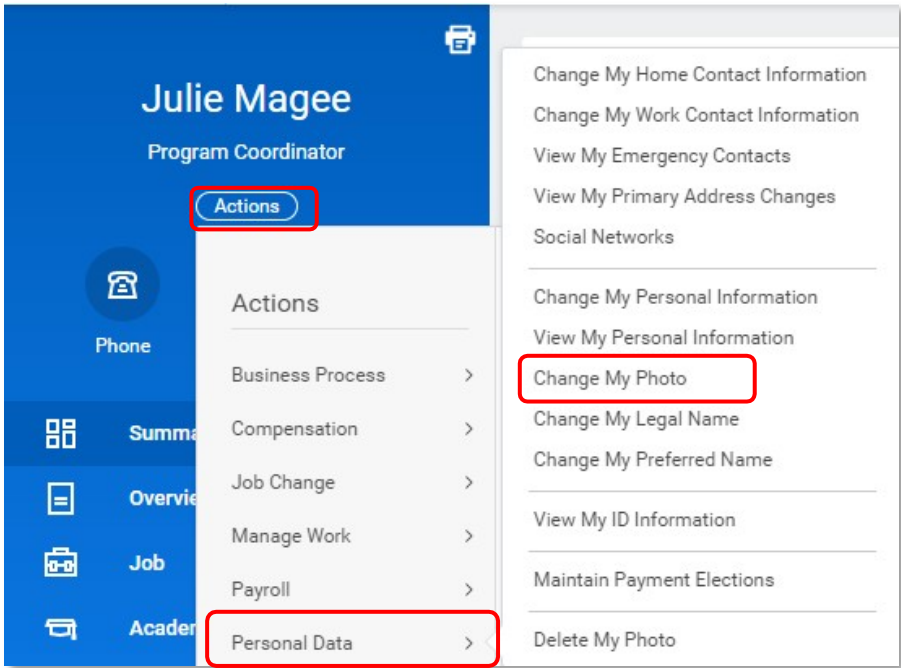 Julie Magee
Program Coordinator
Actions
Phone
Summa
Overvie
Job
Acader
Actions
Business Process
Compensation
Job Change
Manage Work
Payroll
Personal Data
Change My Home Contact Information
Change My Work Contact Information
View My Emergency Contacts
View My Primary Address Changes
Social Networks
Change My Personal Information
View My Personal Information
Change My Photo
Change My Legal Name
Change My Preferred Name
View My ID Information
Maintain Payment Elections
Delete My Photo